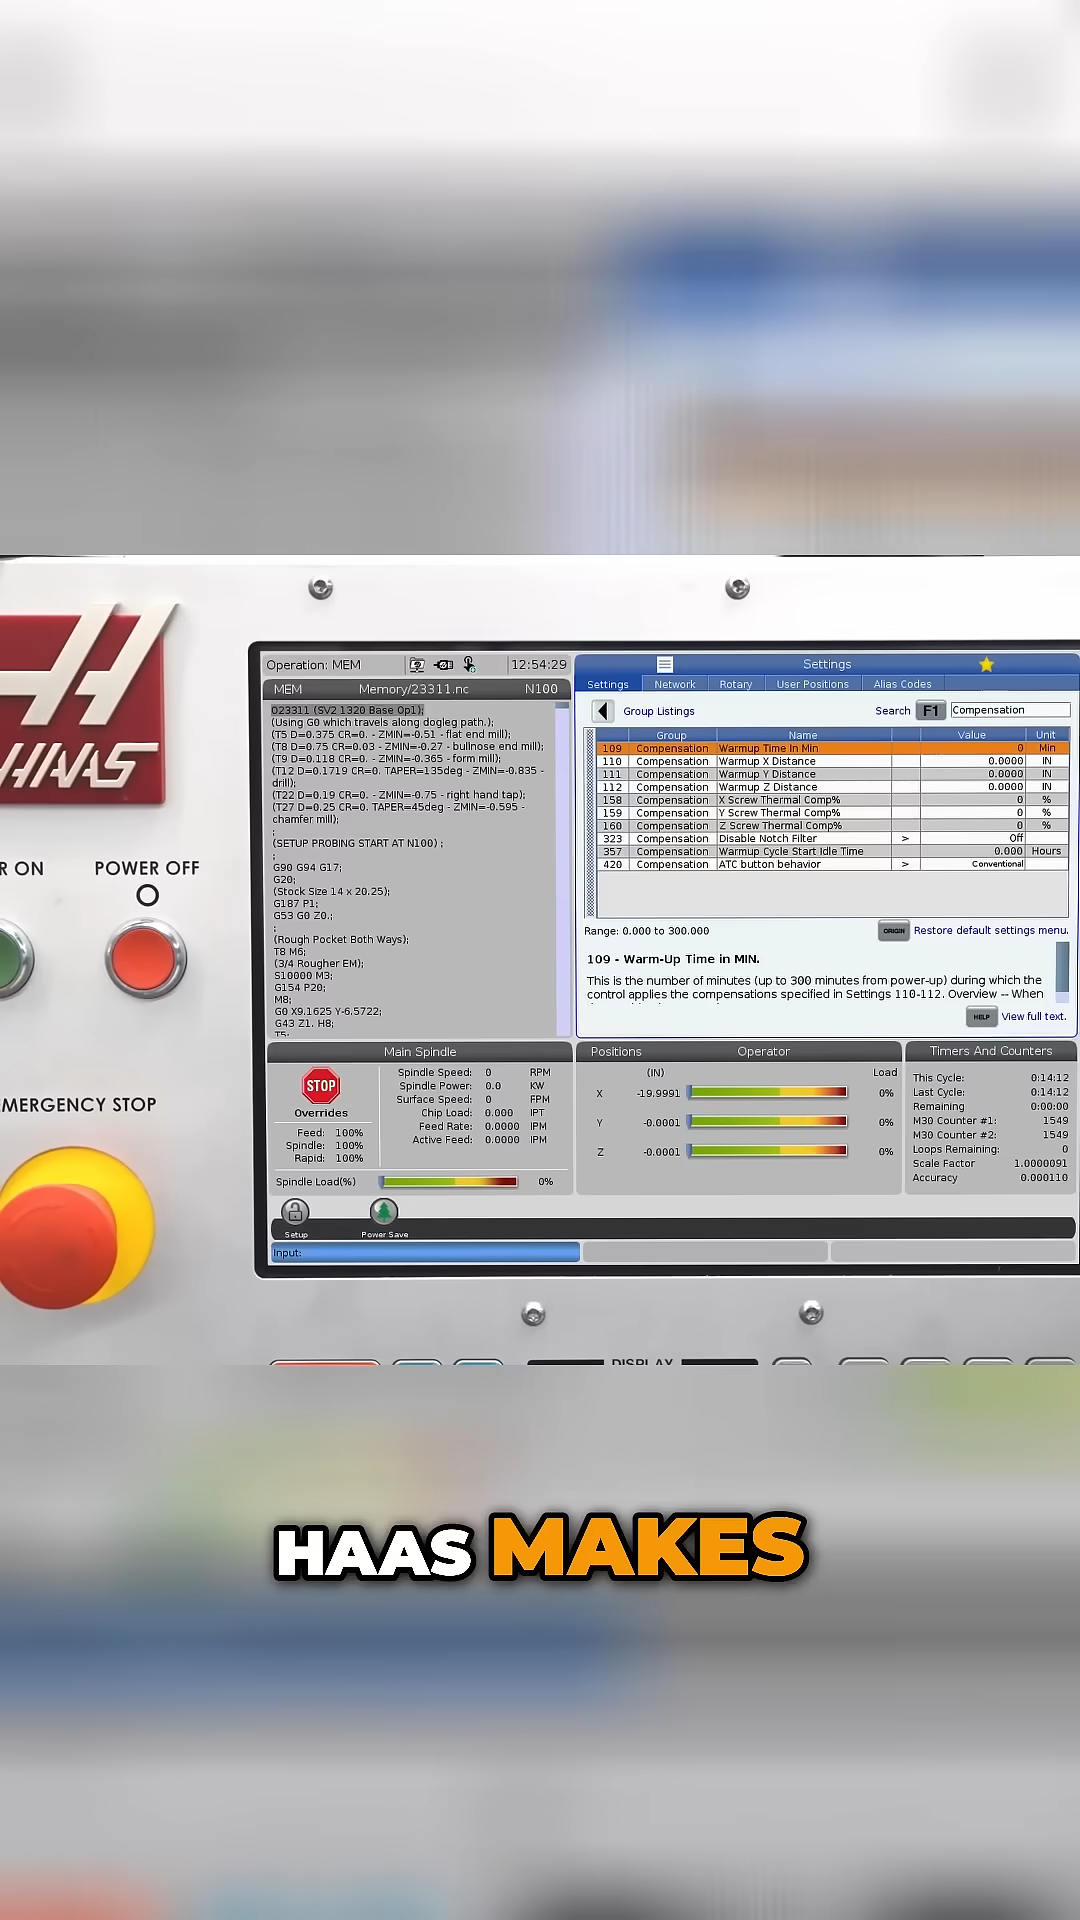 HAAS
R ON
POWER OFF
MERGENCY STOP
Operation: MEM
12:54:29
MEM
Memory/23311.nc
N100
O23311 (SV2 1320 Base Op1);
(Using G0 which travels along dogleg path.);
(T5 D=0.375 CR=0. - ZMIN=-0.51 - flat end mill);
(T8 D=0.75 CR=0.03 - ZMIN=-0.27 - bullnose end mill);
(T9 D=0.118 CR=0. - ZMIN=-0.365 - form mill);
(T12 D=0.1719 CR=0. TAPER=135deg - ZMIN=-0.835 -
drill);
(T22 D=0.19 CR=0. - ZMIN=-0.75 - right hand tap);
(T27 D=0.25 CR=0. TAPER=45deg - ZMIN=-0.595 -
chamfer mill);
;
(SETUP PROBING START AT N100) ;
;
G90 G94 G17;
G20;
(Stock Size 14 x 20.25);
G187 P1;
G53 G0 Z0.;
;
(Rough Pocket Both Ways);
T8 M6;
(3/4 Rougher EM);
S10000 M3;
G154 P20;
M8;
G0 X9.1625 Y-6.5722;
G43 Z1. H8;
T5;
Settings
Settings Network Rotary User Positions Alias Codes
Group Listings
Search F1 Compensation
Group Name Value Unit
109 Compensation Warmup Time In Min 0 Min
110 Compensation Warmup X Distance 0.0000 IN
111 Compensation Warmup Y Distance 0.0000 IN
112 Compensation Warmup Z Distance 0.0000 IN
158 Compensation X Screw Thermal Comp% 0 %
159 Compensation Y Screw Thermal Comp% 0 %
160 Compensation Z Screw Thermal Comp% 0 %
323 Compensation Disable Notch Filter > Off
357 Compensation Warmup Cycle Start Idle Time 0.000 Hours
420 Compensation ATC button behavior > Conventional
Range: 0.000 to 300.000
ORIGIN Restore default settings menu.
109 - Warm-Up Time in MIN.
This is the number of minutes (up to 300 minutes from power-up) during which the
control applies the compensations specified in Settings 110-112. Overview -- When
HELP View full text.
Main Spindle
STOP
Overrides
Feed: 100%
Spindle: 100%
Rapid: 100%
Spindle Speed: 0 RPM
Spindle Power: 0.0 KW
Surface Speed: 0 FPM
Chip Load: 0.000 IPT
Feed Rate: 0.0000 IPM
Active Feed: 0.0000 IPM
Spindle Load(%) 0%
Positions Operator
(IN) Load
X -19.9991 0%
Y -0.0001 0%
Z -0.0001 0%
Timers And Counters
This Cycle: 0:14:12
Last Cycle: 0:14:12
Remaining 0:00:00
M30 Counter #1: 1549
M30 Counter #2: 1549
Loops Remaining: 0
Scale Factor 1.0000091
Accuracy 0.000110
Setup
Power Save
Input:
DISPLAY
HAAS MAKES